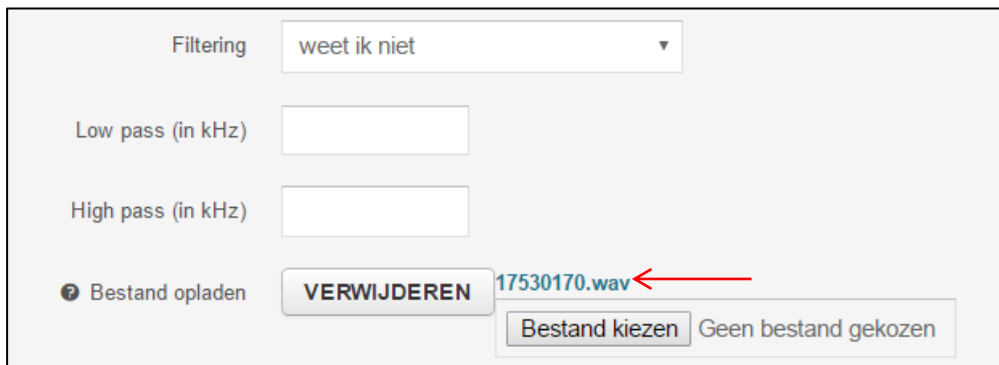 Filtering weet ik niet
Low pass (in kHz)
High pass (in kHz)
Bestand opladen VERWIJDEREN 17530170.wav
Bestand kiezen Geen bestand gekozen